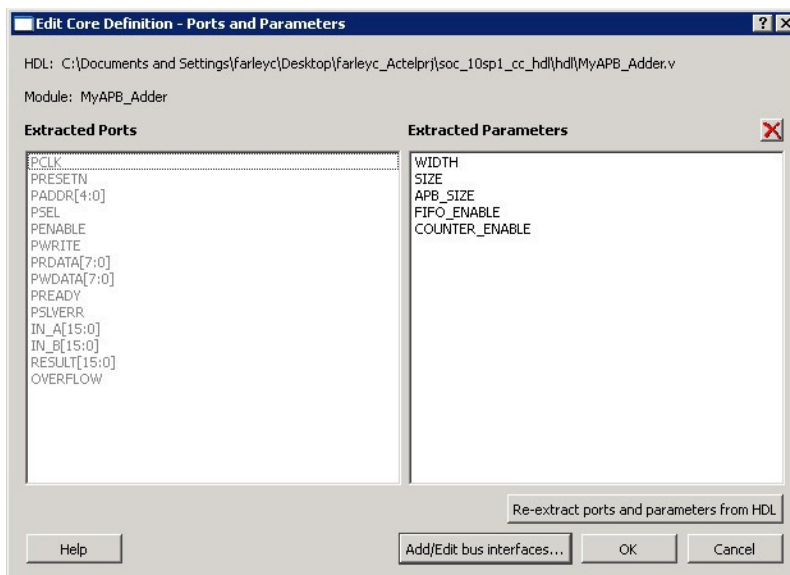 Edit Core Definition - Ports and Parameters
HDL: C:\Documents and Settings\farleyc\Desktop\farleyc_Actelprj\soc_10sp1_cc_hdl\hdl\MyAPB_Adder.v
Module: MyAPB_Adder
Extracted Ports
PCLK
PRESETN
PADDR[4:0]
PSEL
PENABLE
PWRITE
PRDATA[7:0]
PWDATA[7:0]
PREADY
PSLVERR
IN_A[15:0]
IN_B[15:0]
RESULT[15:0]
OVERFLOW
Extracted Parameters
WIDTH
SIZE
APB_SIZE
FIFO_ENABLE
COUNTER_ENABLE
Re-extract ports and parameters from HDL
Help
Add/Edit bus interfaces...
OK
Cancel